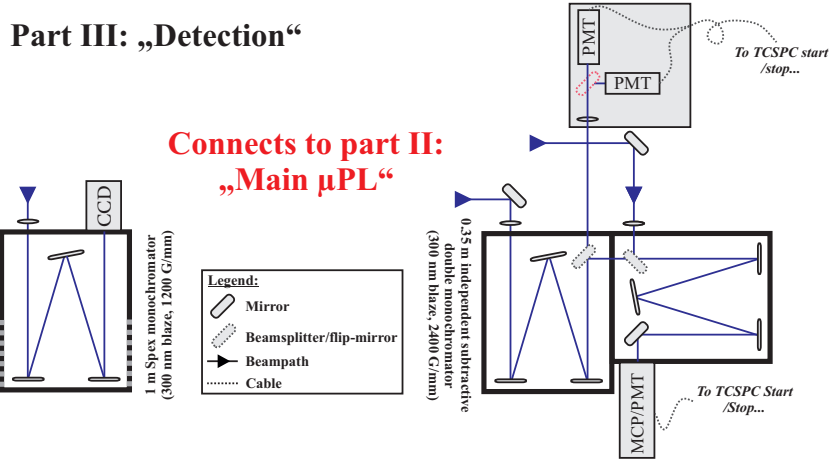 Part III: „Detection“
PMT
PMT
To TCSPC start
/stop...
Connects to part II:
„Main µPL“
CCD
1 m Spex monochromator
(300 nm blaze, 1200 G/mm)
Legend:
Mirror
Beamsplitter/flip-mirror
Beampath
Cable
0.35 m independent subtractive
double monochromator
(300 nm blaze, 2400 G/mm)
MCP/PMT
To TCSPC Start
/Stop...